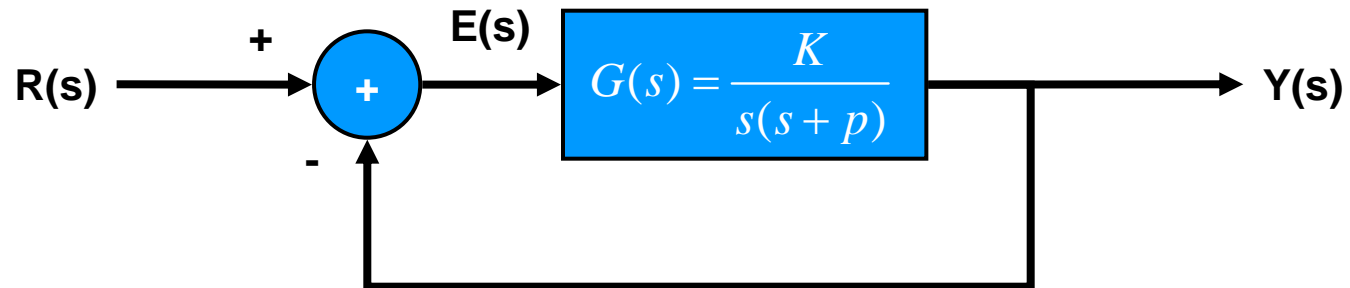 + E(s)
R(s) + G(s) = K / s(s + p) Y(s)
-